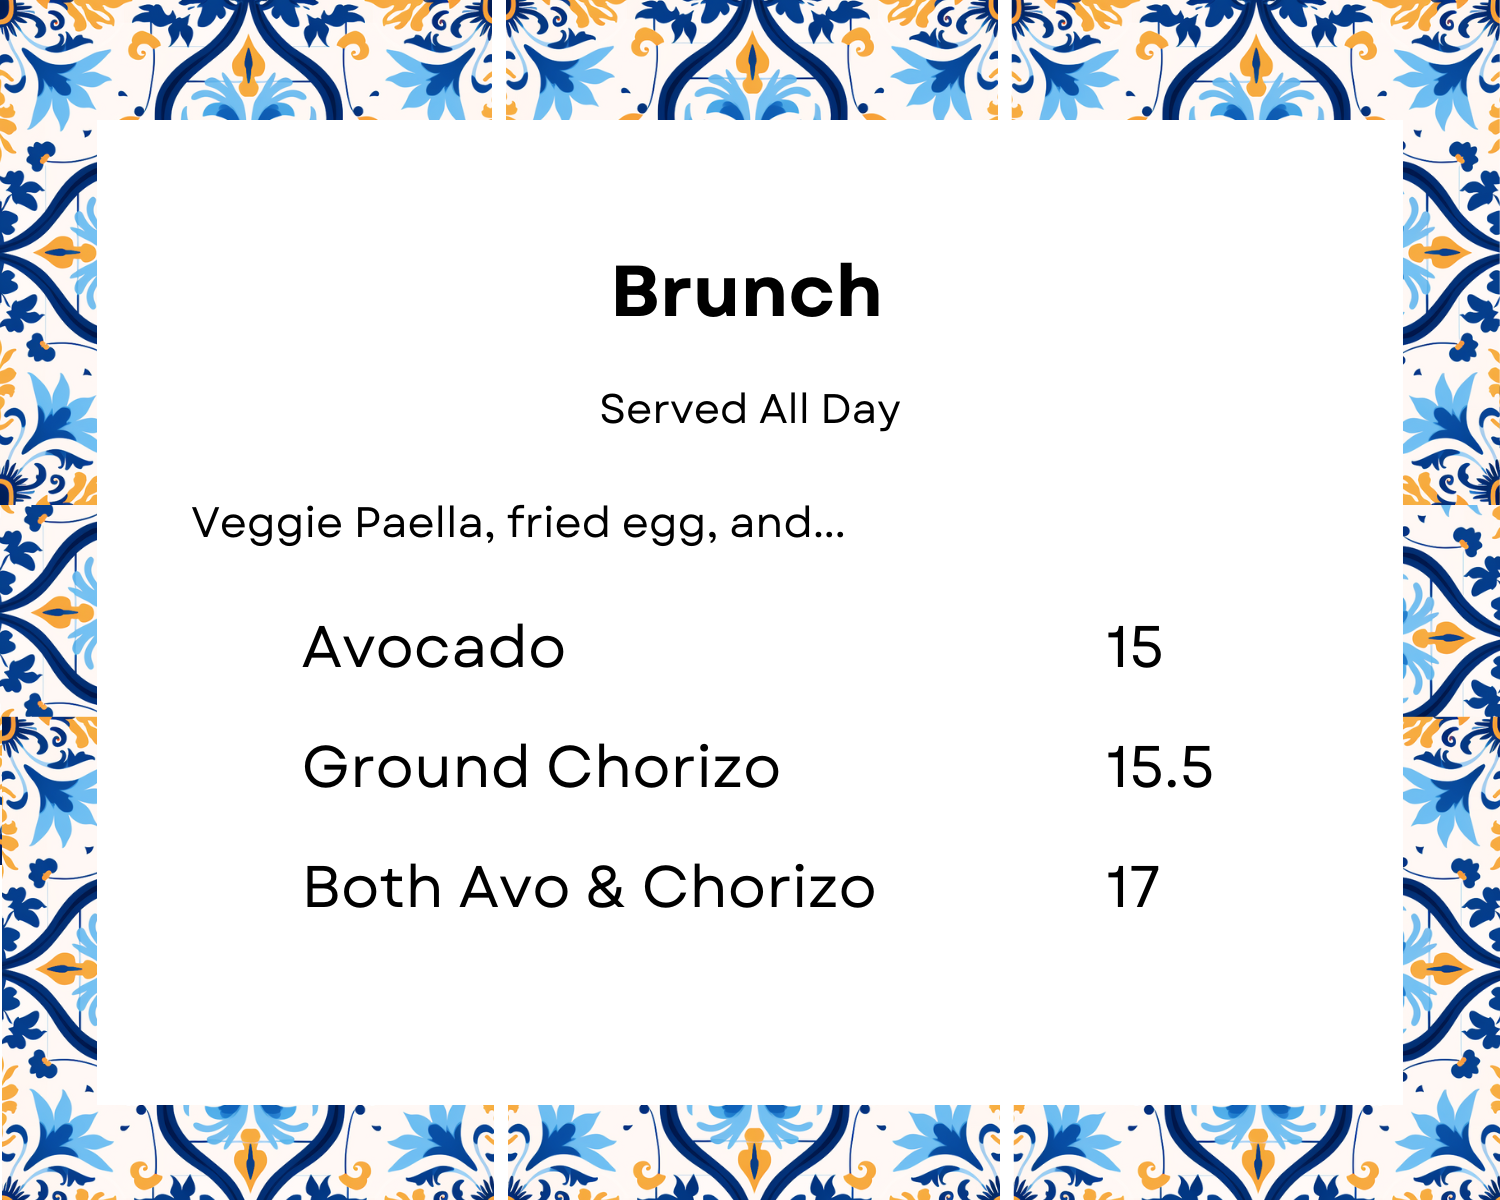 Brunch
Served All Day
Veggie Paella, fried egg, and...
Avocado 15
Ground Chorizo 15.5
Both Avo & Chorizo 17